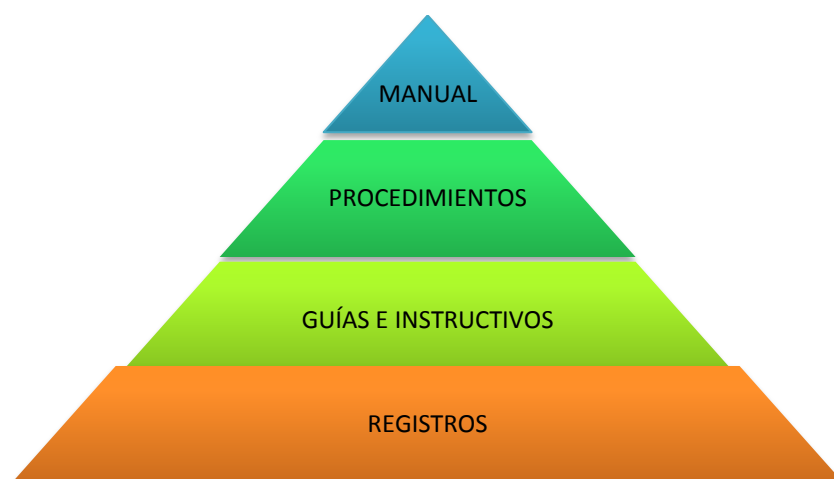 MANUAL
PROCEDIMIENTOS
GUÍAS E INSTRUCTIVOS
REGISTROS